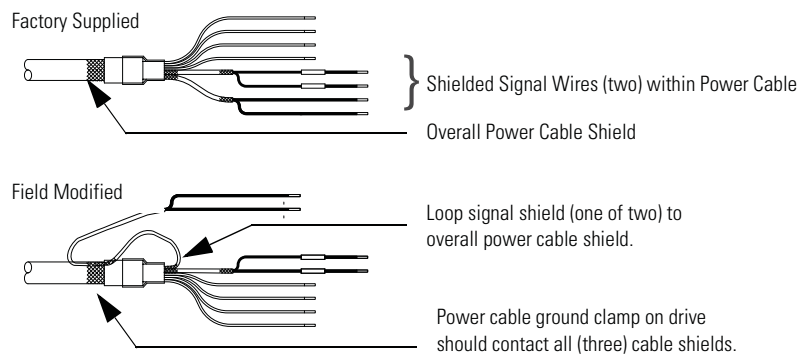 Factory Supplied
Shielded Signal Wires (two) within Power Cable
Overall Power Cable Shield
Field Modified
Loop signal shield (one of two) to
overall power cable shield.
Power cable ground clamp on drive
should contact all (three) cable shields.